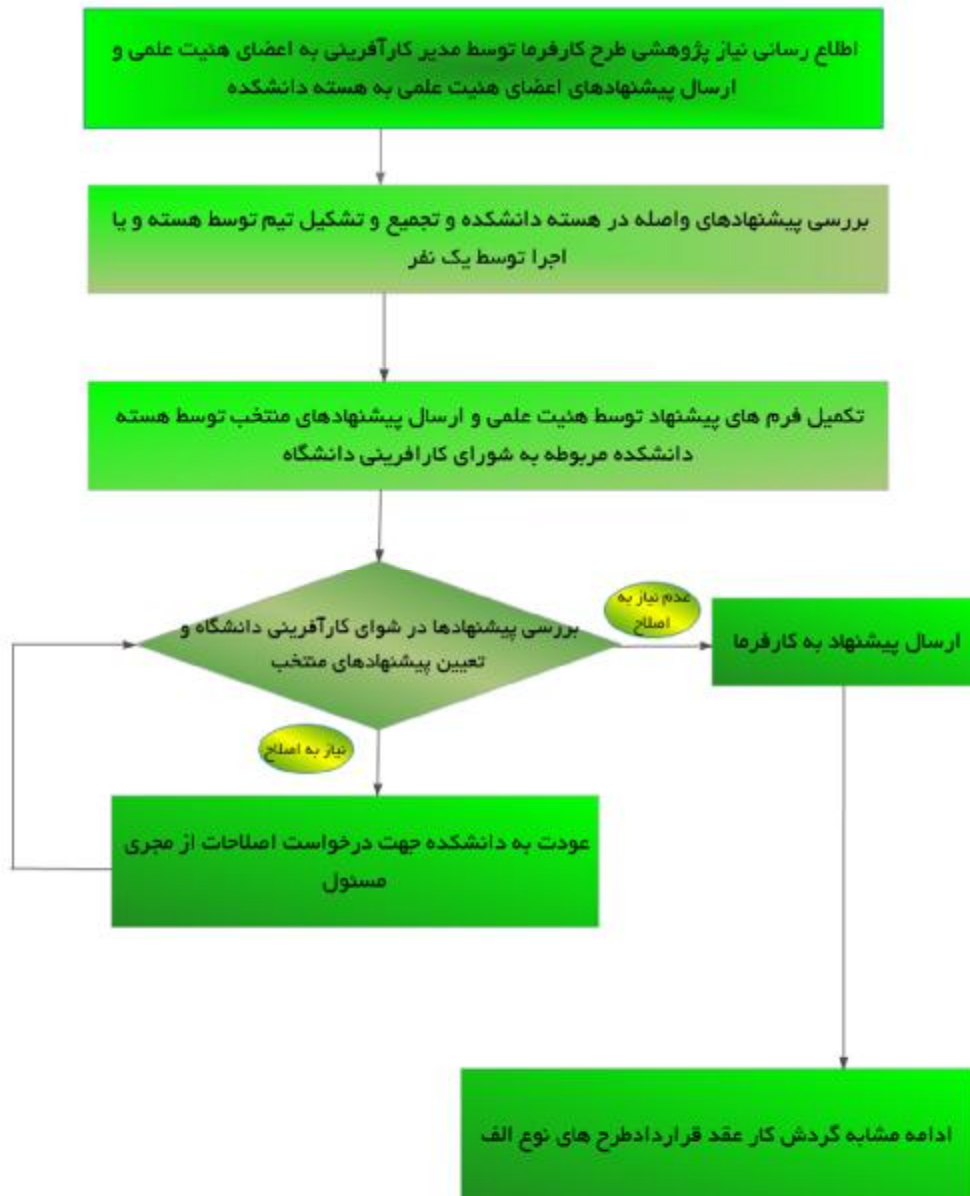 اطلاع رسانی نیاز پژوهشی طرح کارفرما توسط مدیر کارآفرینی به اعضای هئیت علمی و
ارسال پیشنهادهای اعضای هئیت علمی به هسته دانشکده
بررسی پیشنهادهای واصله در هسته دانشکده و تجمیع و تشکیل تیم توسط هسته و یا
اجرا توسط یک نفر
تکمیل فرم های پیشنهاد توسط هئیت علمی و ارسال پیشنهادهای منتخب توسط هسته
دانشکده مربوطه به شورای کارافرینی دانشگاه
بررسی پیشنهادها در شوای کارآفرینی دانشگاه و
تعیین پیشنهادهای منتخب
عدم نیاز به
اصلاح
ارسال پیشنهاد به کارفرما
نیاز به اصلاح
عودت به دانشکده جهت درخواست اصلاحات از مجری
مسئول
ادامه مشابه گردش کار عقد قراردادطرح های نوع الف